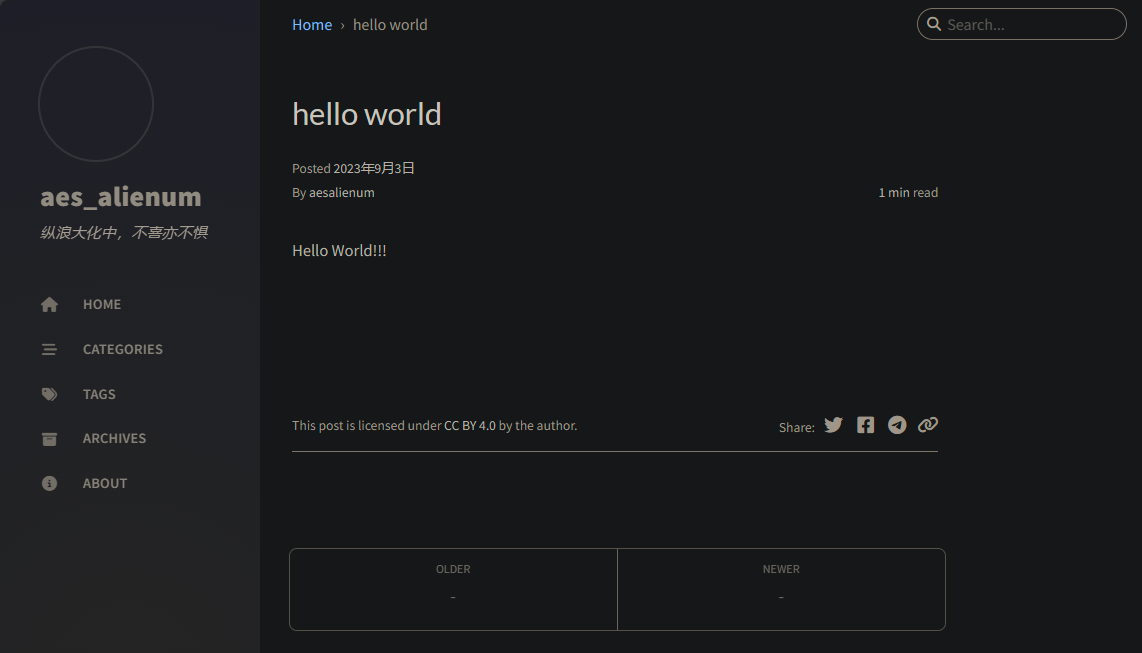 aes_alienum
纵浪大化中，不喜亦不惧
HOME
CATEGORIES
TAGS
ARCHIVES
ABOUT
Home › hello world
Search...
hello world
Posted 2023年9月3日
By aesalienum
1 min read
Hello World!!!
This post is licensed under CC BY 4.0 by the author.
Share:
OLDER
-
NEWER
-